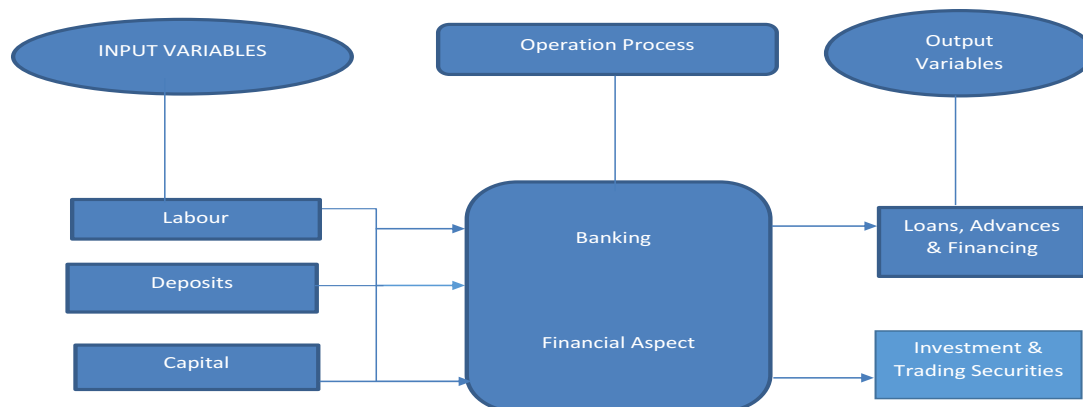 INPUT VARIABLES
Operation Process
Output
Variables
Labour
Deposits
Capital
Banking
Financial Aspect
Loans, Advances
& Financing
Investment &
Trading Securities